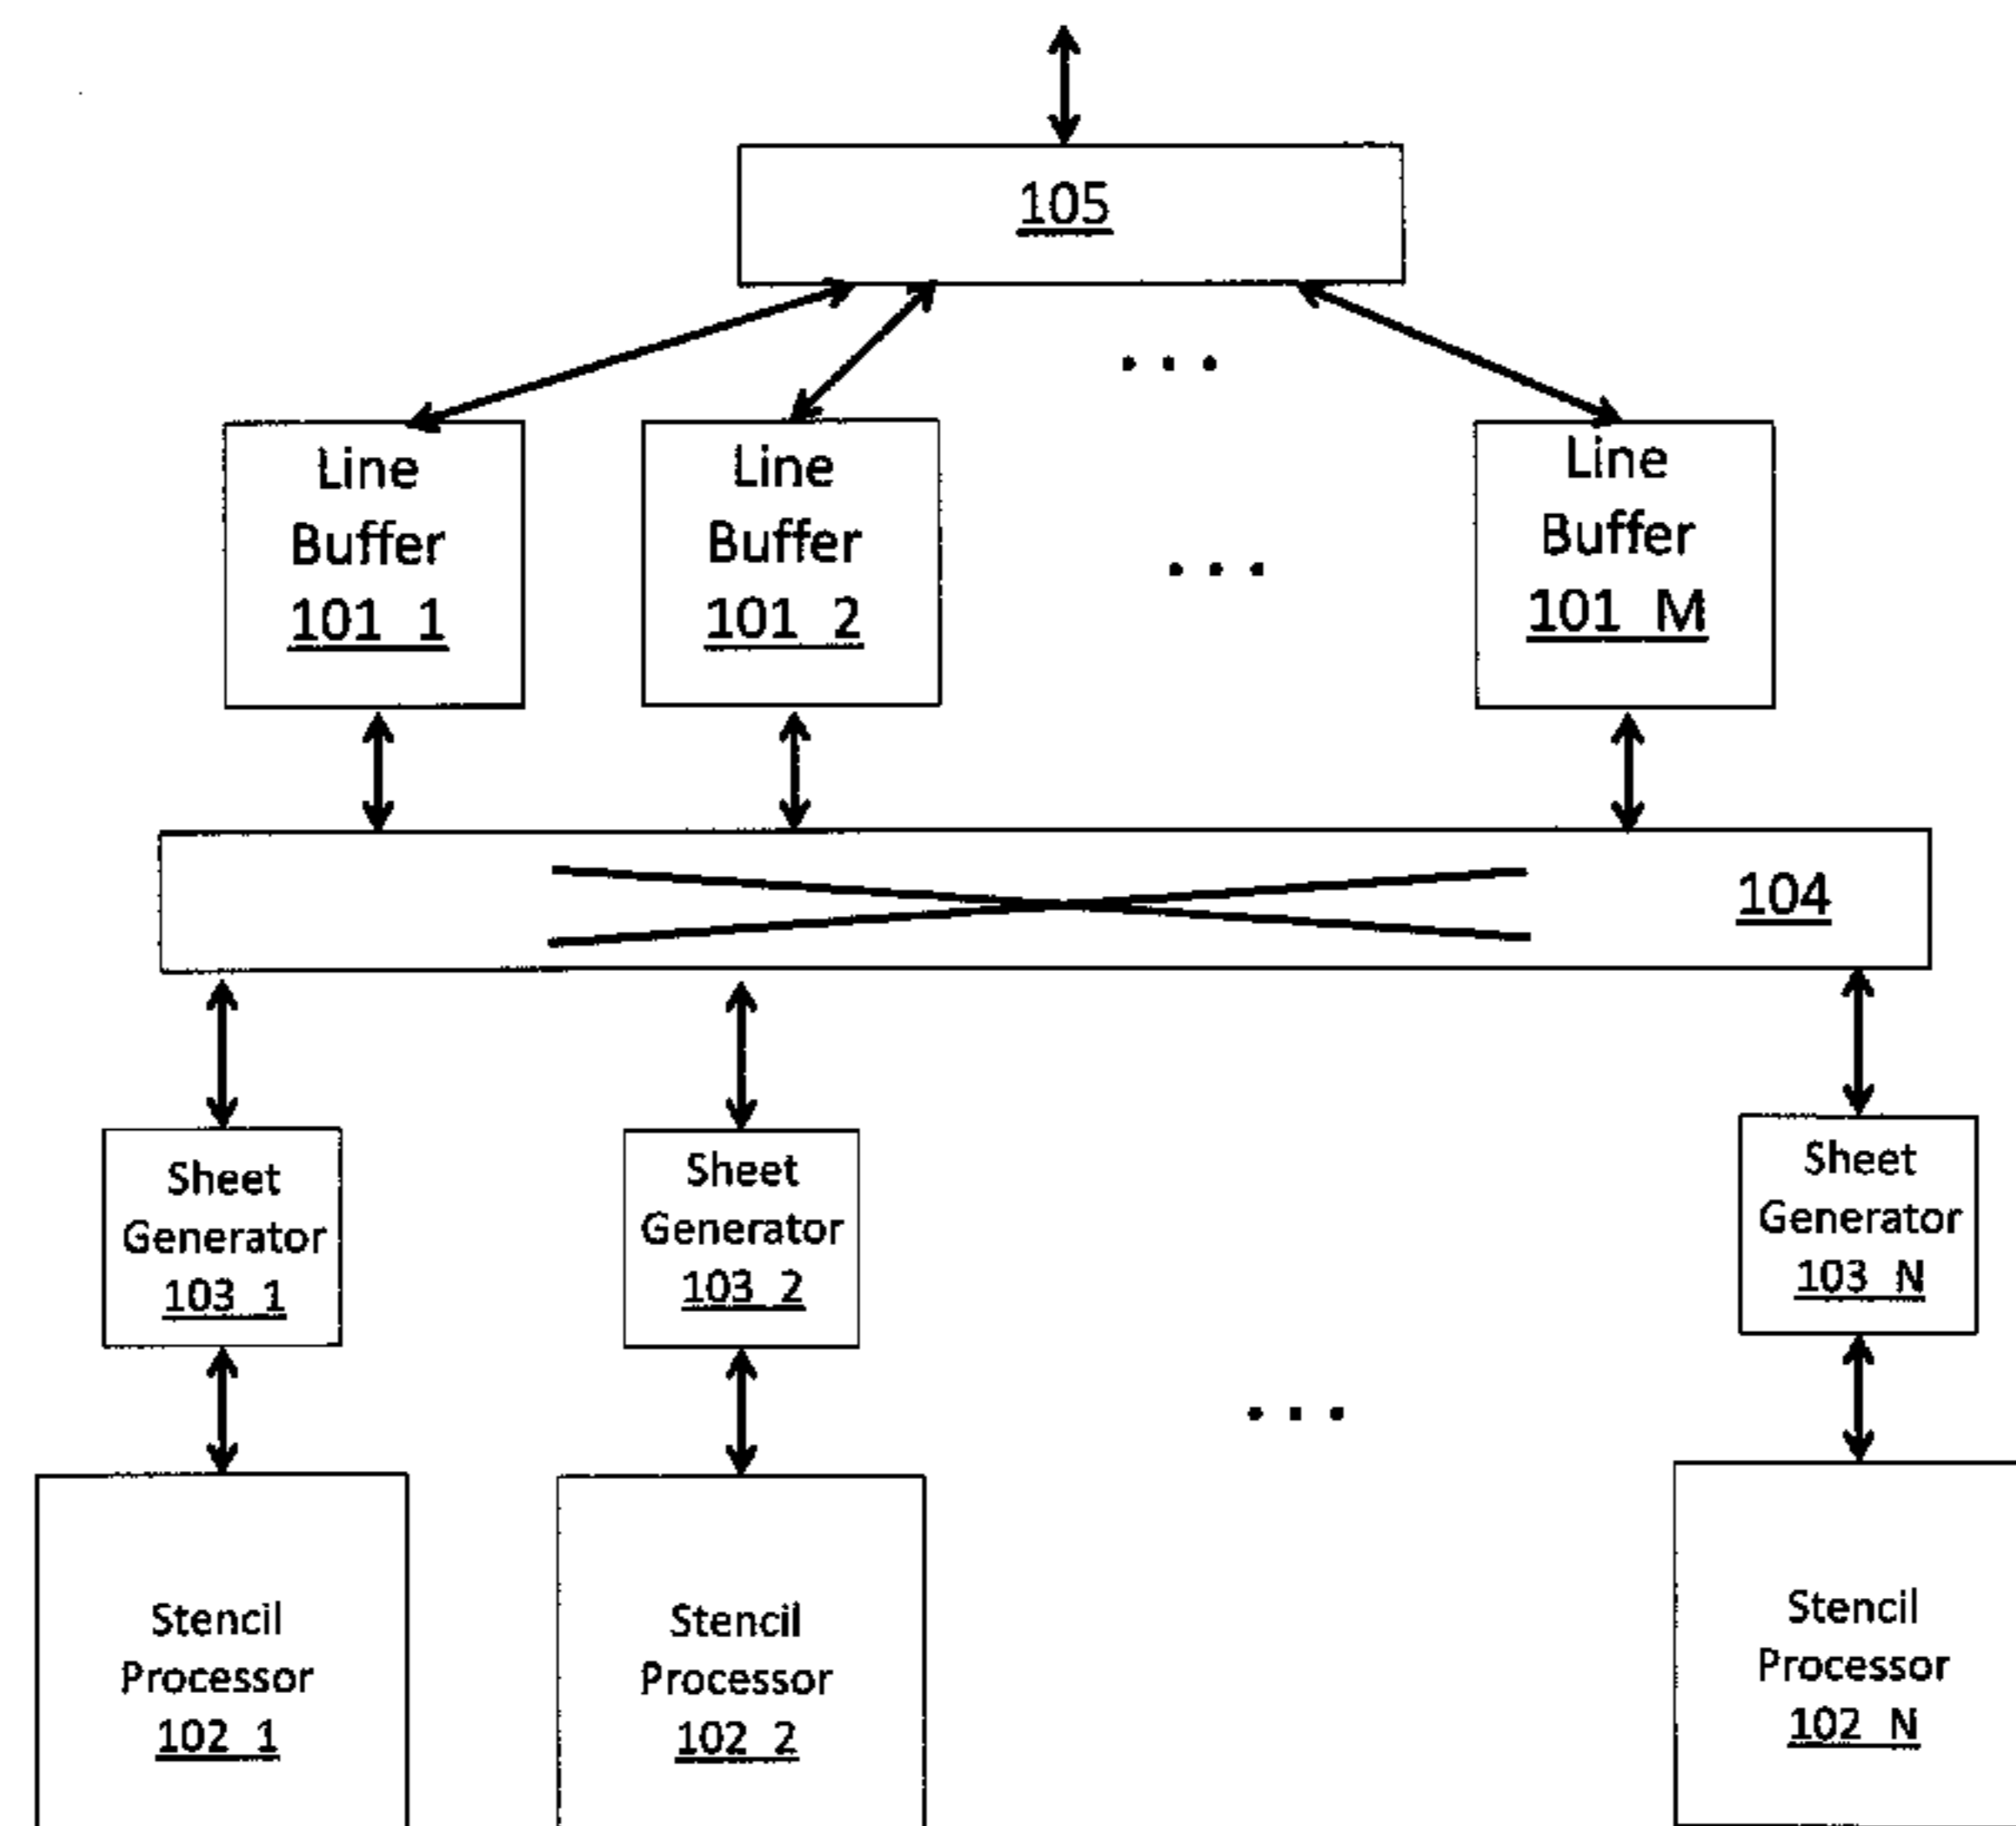 105
Line
Buffer
101_1
Line
Buffer
101_2
. . .
. . .
Line
Buffer
101_M
104
Sheet
Generator
103_1
Sheet
Generator
103_2
Sheet
Generator
103_N
. . .
Stencil
Processor
102_1
Stencil
Processor
102_2
Stencil
Processor
102_N